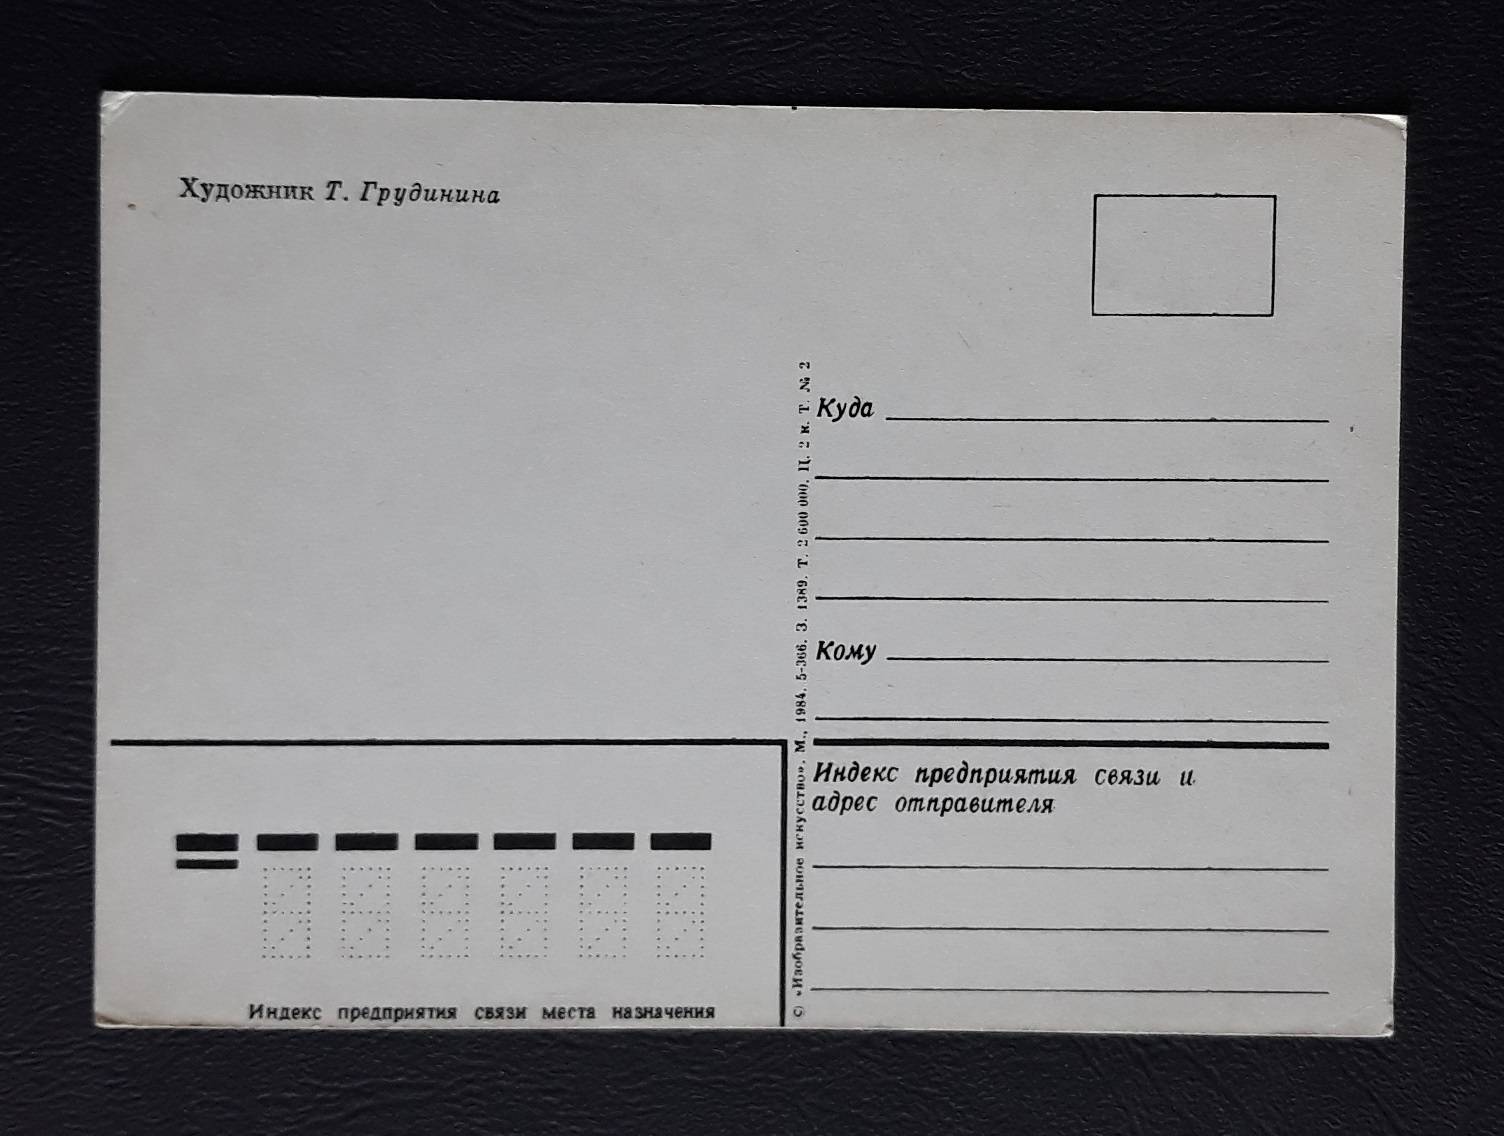 Художник Т. Грудинина
Куда
Кому
Индекс предприятия связи и
адрес отправителя
Индекс предприятия связи места назначения
© «Изобразительное искусство». М., 1984. 5-366. З. 1389. Т. 2 600 000. Ц. 2 к. Т. № 2